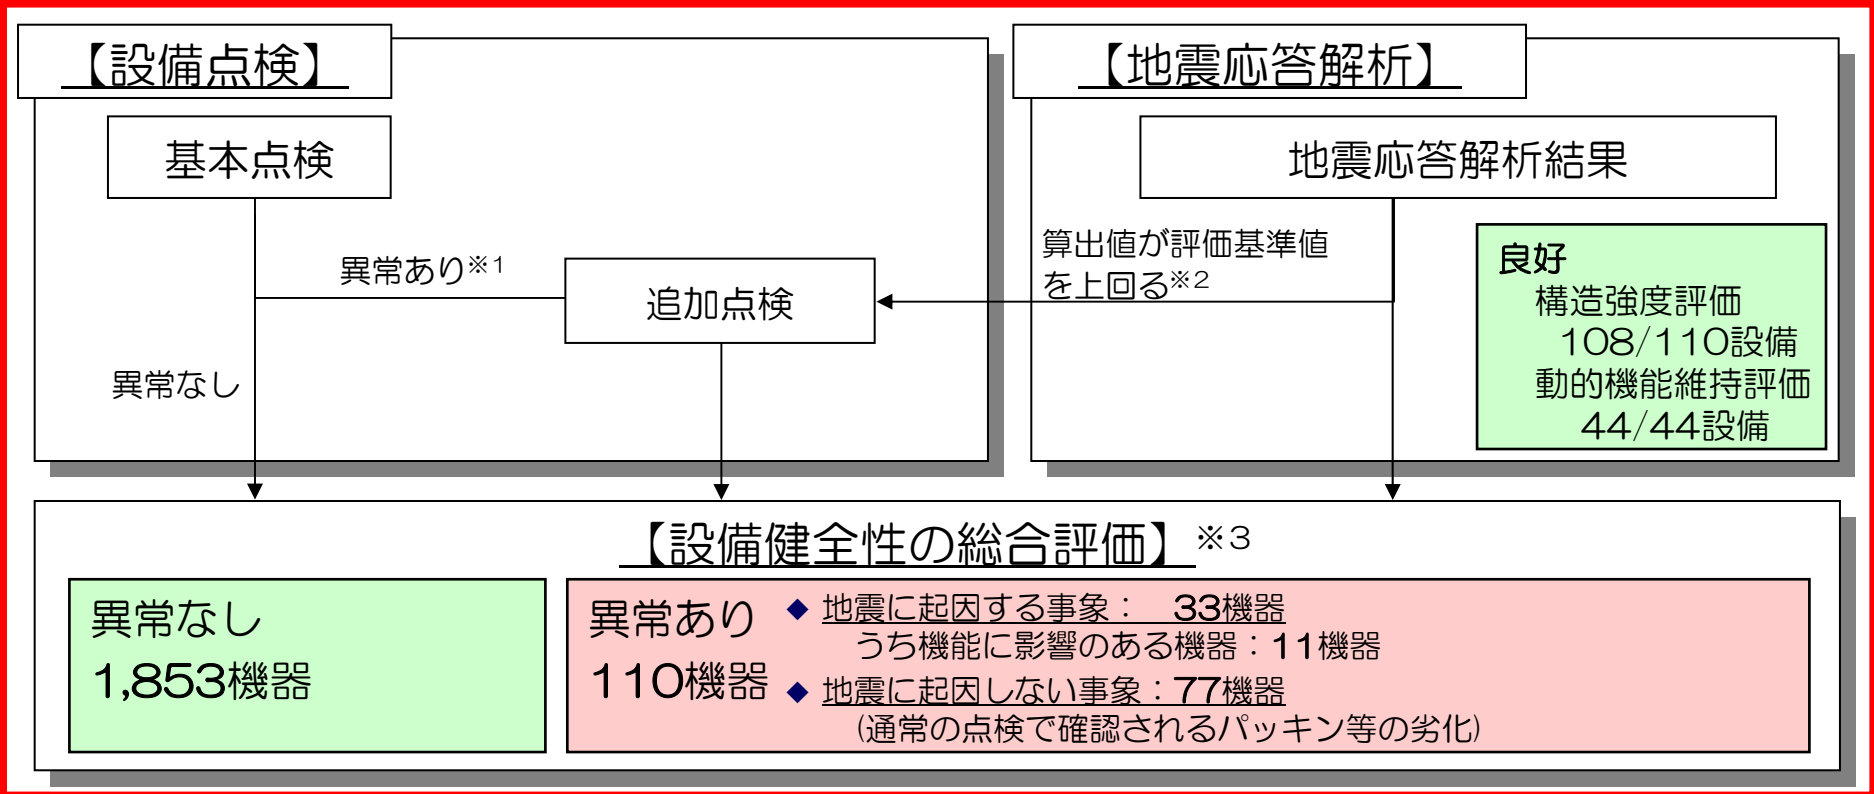 【設備点検】
基本点検
異常あり※1
追加点検
異常なし
【地震応答解析】
地震応答解析結果
算出値が評価基準値
を上回る※2
良好
構造強度評価
108/110設備
動的機能維持評価
44/44設備
【設備健全性の総合評価】※3
異常なし
1,853機器
異常あり
110機器
◆ 地震に起因する事象： 33機器
うち機能に影響のある機器：11機器
◆ 地震に起因しない事象：77機器
(通常の点検で確認されるパッキン等の劣化)